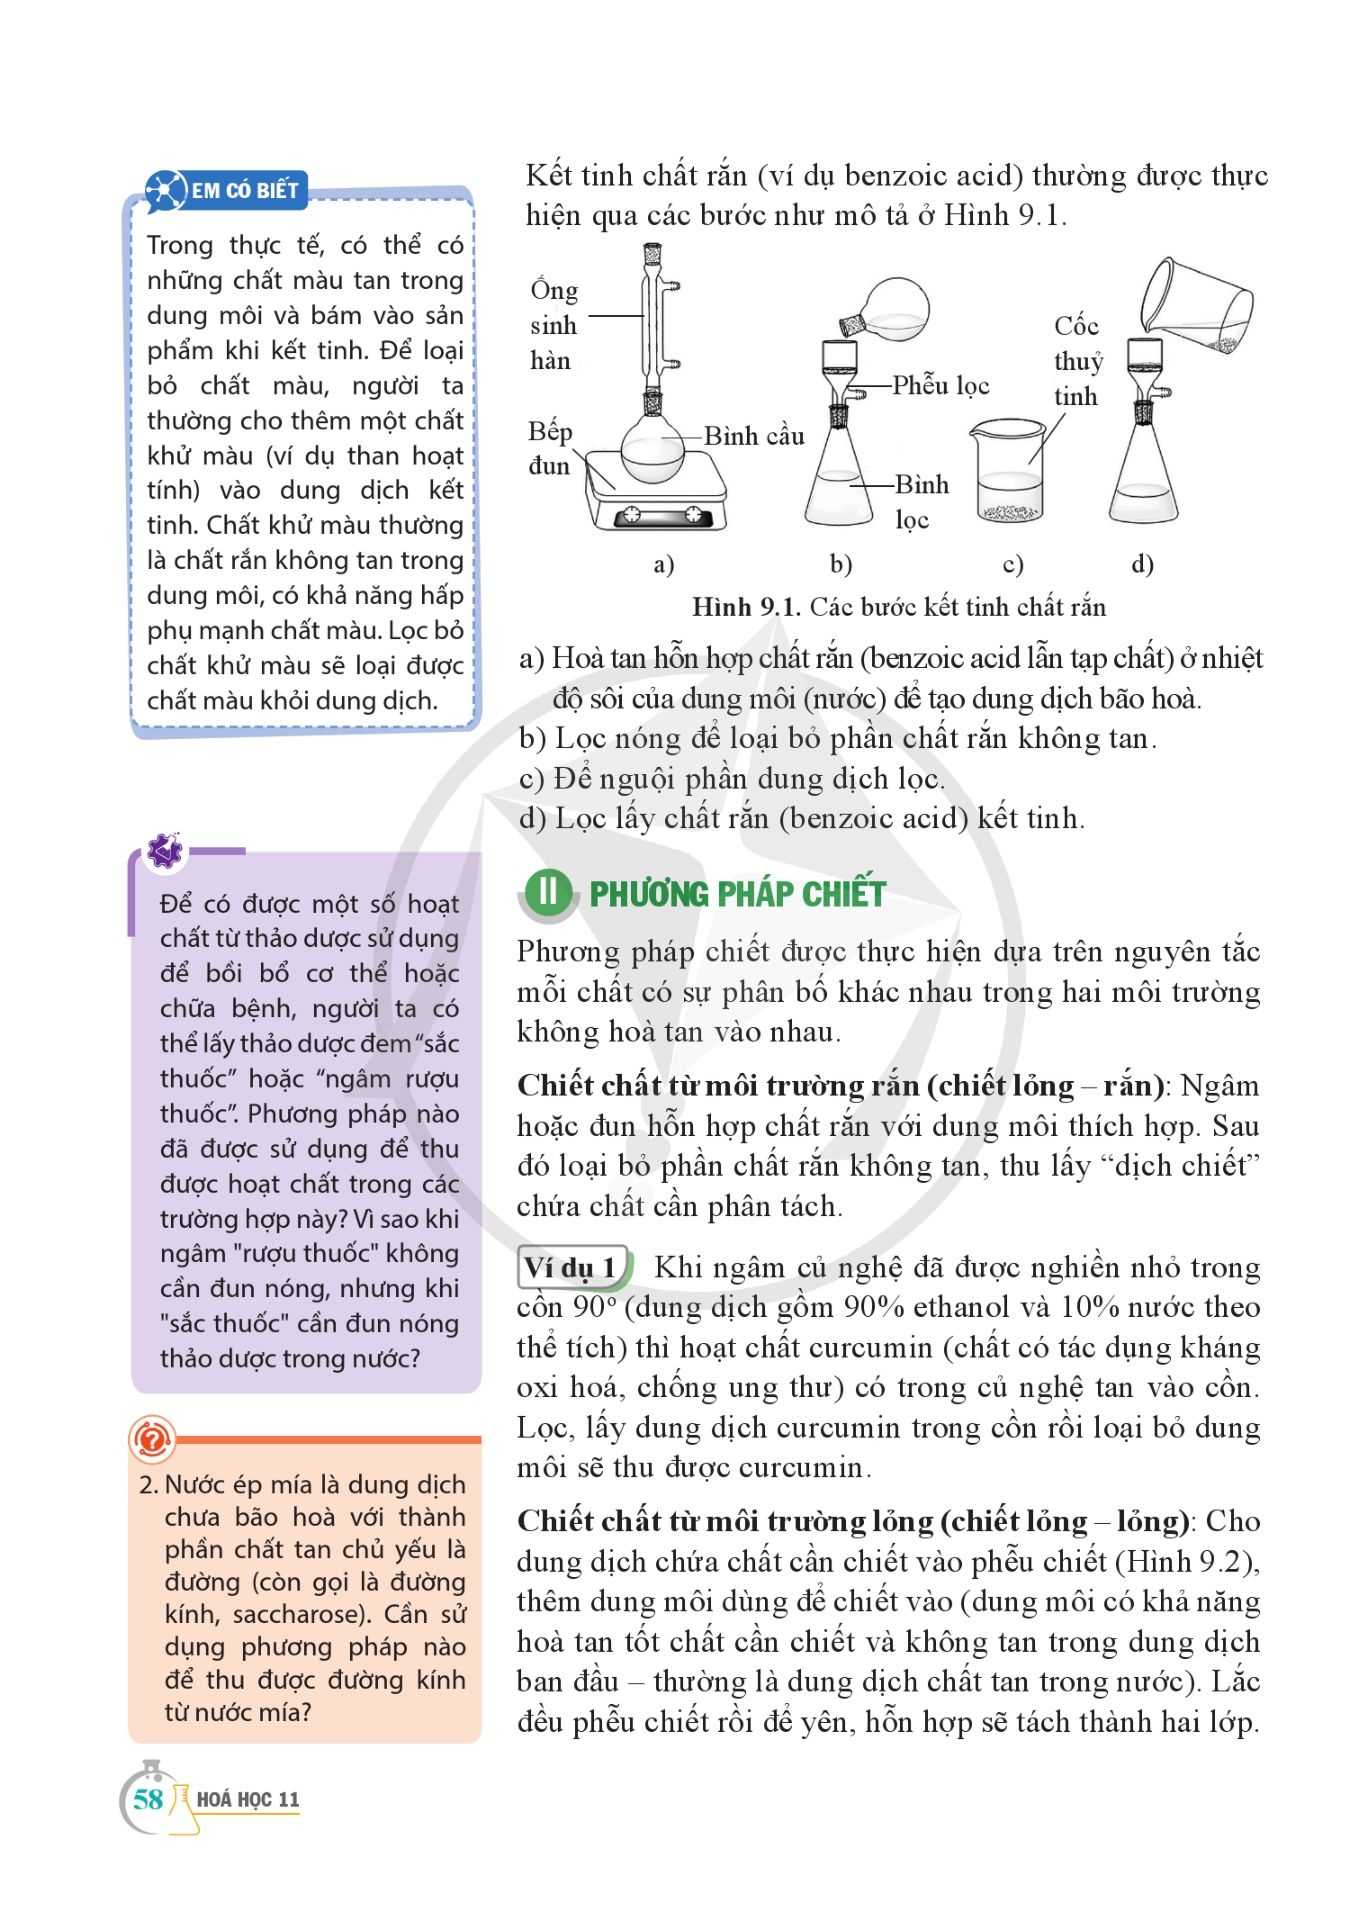 EM CÓ BIẾT
Trong thực tế, có thể có
những chất màu tan trong
dung môi và bám vào sản
phẩm khi kết tinh. Để loại
bỏ chất màu, người ta
thường cho thêm một chất
khử màu (ví dụ than hoạt
tính) vào dung dịch kết
tinh. Chất khử màu thường
là chất rắn không tan trong
dung môi, có khả năng hấp
phụ mạnh chất màu. Lọc bỏ
chất khử màu sẽ loại được
chất màu khỏi dung dịch.
Để có được một số hoạt
chất từ thảo dược sử dụng
để bồi bổ cơ thể hoặc
chữa bệnh, người ta có
thể lấy thảo dược đem “sắc
thuốc” hoặc “ngâm rượu
thuốc”. Phương pháp nào
đã được sử dụng để thu
được hoạt chất trong các
trường hợp này? Vì sao khi
ngâm "rượu thuốc" không
cần đun nóng, nhưng khi
"sắc thuốc" cần đun nóng
thảo dược trong nước?
2. Nước ép mía là dung dịch
chưa bão hoà với thành
phần chất tan chủ yếu là
đường (còn gọi là đường
kính, saccharose). Cần sử
dụng phương pháp nào
để thu được đường kính
từ nước mía?
Kết tinh chất rắn (ví dụ benzoic acid) thường được thực
hiện qua các bước như mô tả ở Hình 9.1.
Ống
sinh
hàn
Bếp
đun
Bình cầu
Phễu lọc
Bình
lọc
Cốc
thuỷ
tinh
a)
b)
c)
d)
Hình 9.1. Các bước kết tinh chất rắn
a) Hoà tan hỗn hợp chất rắn (benzoic acid lẫn tạp chất) ở nhiệt
độ sôi của dung môi (nước) để tạo dung dịch bão hoà.
b) Lọc nóng để loại bỏ phần chất rắn không tan.
c) Để nguội phần dung dịch lọc.
d) Lọc lấy chất rắn (benzoic acid) kết tinh.
II PHƯƠNG PHÁP CHIẾT
Phương pháp chiết được thực hiện dựa trên nguyên tắc
mỗi chất có sự phân bố khác nhau trong hai môi trường
không hoà tan vào nhau.
Chiết chất từ môi trường rắn (chiết lỏng – rắn): Ngâm
hoặc đun hỗn hợp chất rắn với dung môi thích hợp. Sau
đó loại bỏ phần chất rắn không tan, thu lấy “dịch chiết”
chứa chất cần phân tách.
Ví dụ 1 Khi ngâm củ nghệ đã được nghiền nhỏ trong
cồn 90° (dung dịch gồm 90% ethanol và 10% nước theo
thể tích) thì hoạt chất curcumin (chất có tác dụng kháng
oxi hoá, chống ung thư) có trong củ nghệ tan vào cồn.
Lọc, lấy dung dịch curcumin trong cồn rồi loại bỏ dung
môi sẽ thu được curcumin.
Chiết chất từ môi trường lỏng (chiết lỏng – lỏng): Cho
dung dịch chứa chất cần chiết vào phễu chiết (Hình 9.2),
thêm dung môi dùng để chiết vào (dung môi có khả năng
hoà tan tốt chất cần chiết và không tan trong dung dịch
ban đầu – thường là dung dịch chất tan trong nước). Lắc
đều phễu chiết rồi để yên, hỗn hợp sẽ tách thành hai lớp.
58 HOÁ HỌC 11